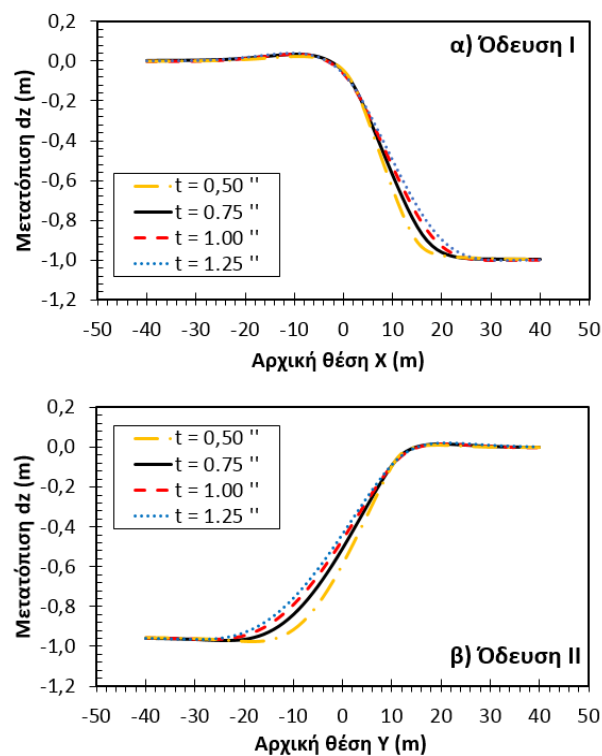 α) Όδευση Ι
Μετατόπιση dz (m)
0,2
0,0
-0,2
-0,4
-0,6
-0,8
-1,0
-1,2
t = 0,50 ''
t = 0.75 ''
t = 1.00 ''
t = 1.25 ''
-50 -40 -30 -20 -10 0 10 20 30 40 50
Αρχική θέση Χ (m)
Μετατόπιση dz (m)
0,2
0,0
-0,2
-0,4
-0,6
-0,8
-1,0
-1,2
t = 0,50 ''
t = 0.75 ''
t = 1.00 ''
t = 1.25 ''
β) Όδευση ΙΙ
-50 -40 -30 -20 -10 0 10 20 30 40 50
Αρχική θέση Υ (m)